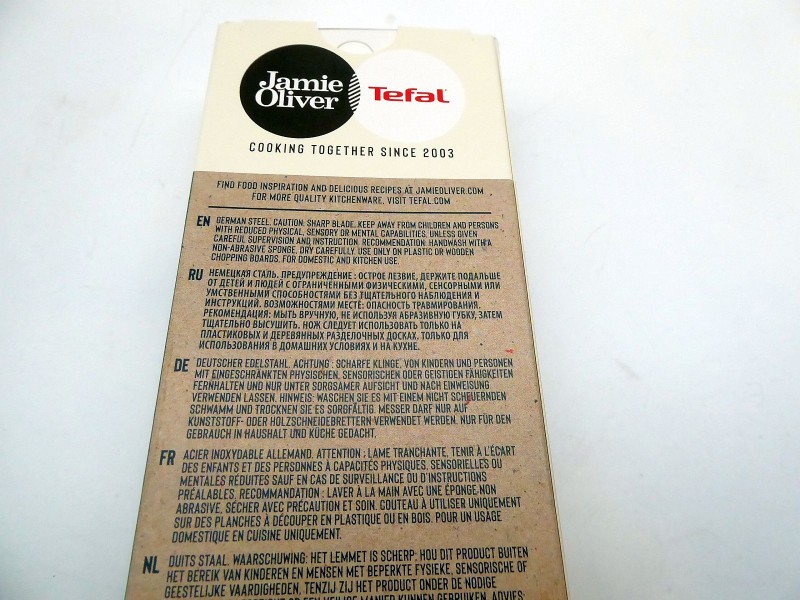 Jamie
Oliver
Tefal
COOKING TOGETHER SINCE 2003
FIND FOOD INSPIRATION AND DELICIOUS RECIPES AT JAMIEOLIVER.COM
FOR MORE QUALITY KITCHENWARE, VISIT TEFAL.COM
EN GERMAN STEEL. CAUTION: SHARP BLADE. KEEP AWAY FROM CHILDREN AND PERSONS
WITH REDUCED PHYSICAL, SENSORY OR MENTAL CAPABILITIES, UNLESS GIVEN
CAREFUL SUPERVISION AND INSTRUCTION. RECOMMENDATION: HANDWASH WITH A
NON-ABRASIVE SPONGE, DRY CAREFULLY. USE ONLY ON PLASTIC OR WOODEN
CHOPPING BOARDS. FOR DOMESTIC AND KITCHEN USE.
RU НЕМЕЦКАЯ СТАЛЬ. ПРЕДУПРЕЖДЕНИЕ : ОСТРОЕ ЛЕЗВИЕ, ДЕРЖИТЕ ПОДАЛЬШЕ
ОТ ДЕТЕЙ И ЛЮДЕЙ С ОГРАНИЧЕННЫМИ ФИЗИЧЕСКИМИ, СЕНСОРНЫМИ ИЛИ
УМСТВЕННЫМИ СПОСОБНОСТЯМИ БЕЗ ТЩАТЕЛЬНОГО НАБЛЮДЕНИЯ И
ИНСТРУКЦИЙ. ВОЗМОЖНОСТЯМИ МЕСТЕ: ОПАСНОСТЬ ТРАВМИРОВАНИЯ.
РЕКОМЕНДАЦИЯ: МЫТЬ ВРУЧНУЮ, НЕ ИСПОЛЬЗУЯ АБРАЗИВНУЮ ГУБКУ, ЗАТЕМ
ТЩАТЕЛЬНО ВЫСУШИТЬ. НОЖ СЛЕДУЕТ ИСПОЛЬЗОВАТЬ ТОЛЬКО НА
ПЛАСТИКОВЫХ И ДЕРЕВЯННЫХ РАЗДЕЛОЧНЫХ ДОСКАХ, ТОЛЬКО ДЛЯ
ИСПОЛЬЗОВАНИЯ В ДОМАШНИХ УСЛОВИЯХ И НА КУХНЕ.
DE DEUTSCHER EDELSTAHL. ACHTUNG : SCHARFE KLINGE, VON KINDERN UND PERSONEN
MIT EINGESCHRÄNKTEN PHYSISCHEN, SENSORISCHEN ODER GEISTIGEN FÄHIGKEITEN
FERNHALTEN UND NUR UNTER SORGSAMER AUFSICHT UND NACH EINWEISUNG
VERWENDEN LASSEN. HINWEIS: WASCHEN SIE ES MIT EINEM NICHT SCHEUERNDEN
SCHWAMM UND TROCKNEN SIE ES SORGFÄLTIG. MESSER DARF NUR AUF
KUNSTSTOFF- ODER HOLZSCHNEIDEBRETTERN VERWENDET WERDEN. NUR FÜR DEN
GEBRAUCH IN HAUSHALT UND KÜCHE GEDACHT.
FR ACIER INOXYDABLE ALLEMAND. ATTENTION : LAME TRANCHANTE, TENIR À L'ÉCART
DES ENFANTS ET DES PERSONNES À CAPACITÉS PHYSIQUES, SENSORIELLES OU
MENTALES RÉDUITES SAUF EN CAS DE SURVEILLANCE OU D'INSTRUCTIONS
PRÉALABLES. RECOMMANDATION : LAVER À LA MAIN AVEC UNE ÉPONGE NON
ABRASIVE, SÉCHER AVEC PRÉCAUTION ET SOIN. COUTEAU À UTILISER UNIQUEMENT
SUR DES PLANCHES À DÉCOUPER EN PLASTIQUE OU EN BOIS. POUR UN USAGE
DOMESTIQUE EN CUISINE UNIQUEMENT.
NL DUITS STAAL. WAARSCHUWING: HET LEMMET IS SCHERP; HOU DIT PRODUCT BUITEN
HET BEREIK VAN KINDEREN EN MENSEN MET BEPERKTE FYSIEKE, SENSORISCHE OF
GEESTELIJKE VAARDIGHEDEN, TENZIJ ZIJ HET PRODUCT ONDER DE NODIGE
OF EEN VEILIGE MANIER KUNNEN GEBRUIKEN. ADVIES: